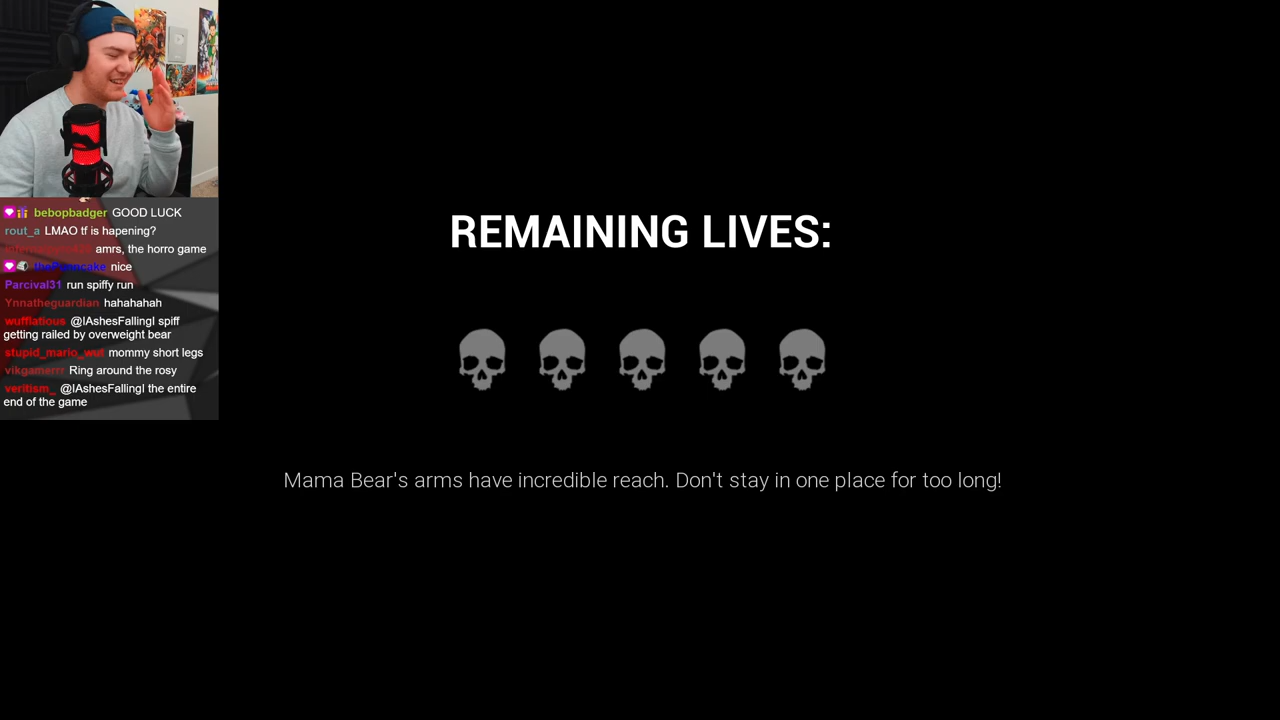 bebopbadger GOOD LUCK
rout_a LMAO tf is hapening?
amrs, the horro game
nice
Parcival31 run spiffy run
Ynnatheguardian hahahahah
wufflatious @IAshesFallingI spiff
getting railed by overweight bear
stupid_mario_wut mommy short legs
vikgamerrr Ring around the rosy
veritism_ @IAshesFallingI the entire
end of the game
REMAINING LIVES:
Mama Bear's arms have incredible reach. Don't stay in one place for too long!